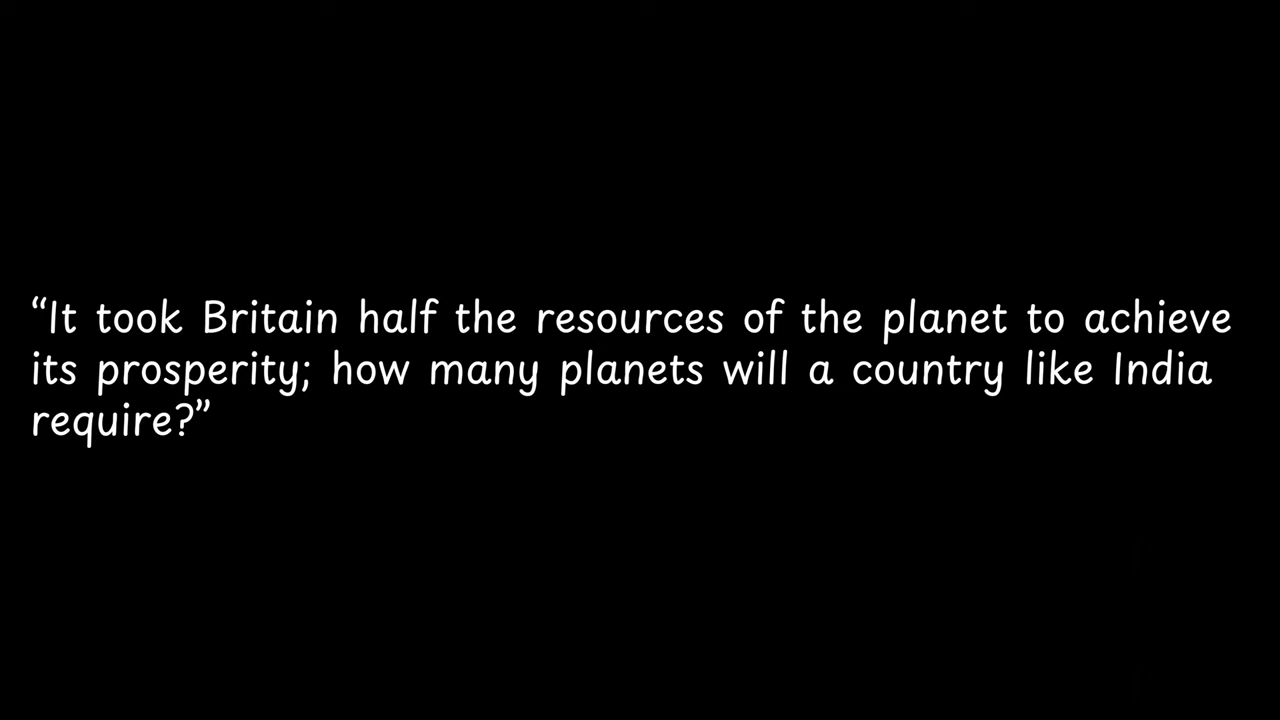 “It took Britain half the resources of the planet to achieve
its prosperity; how many planets will a country like India
require?”